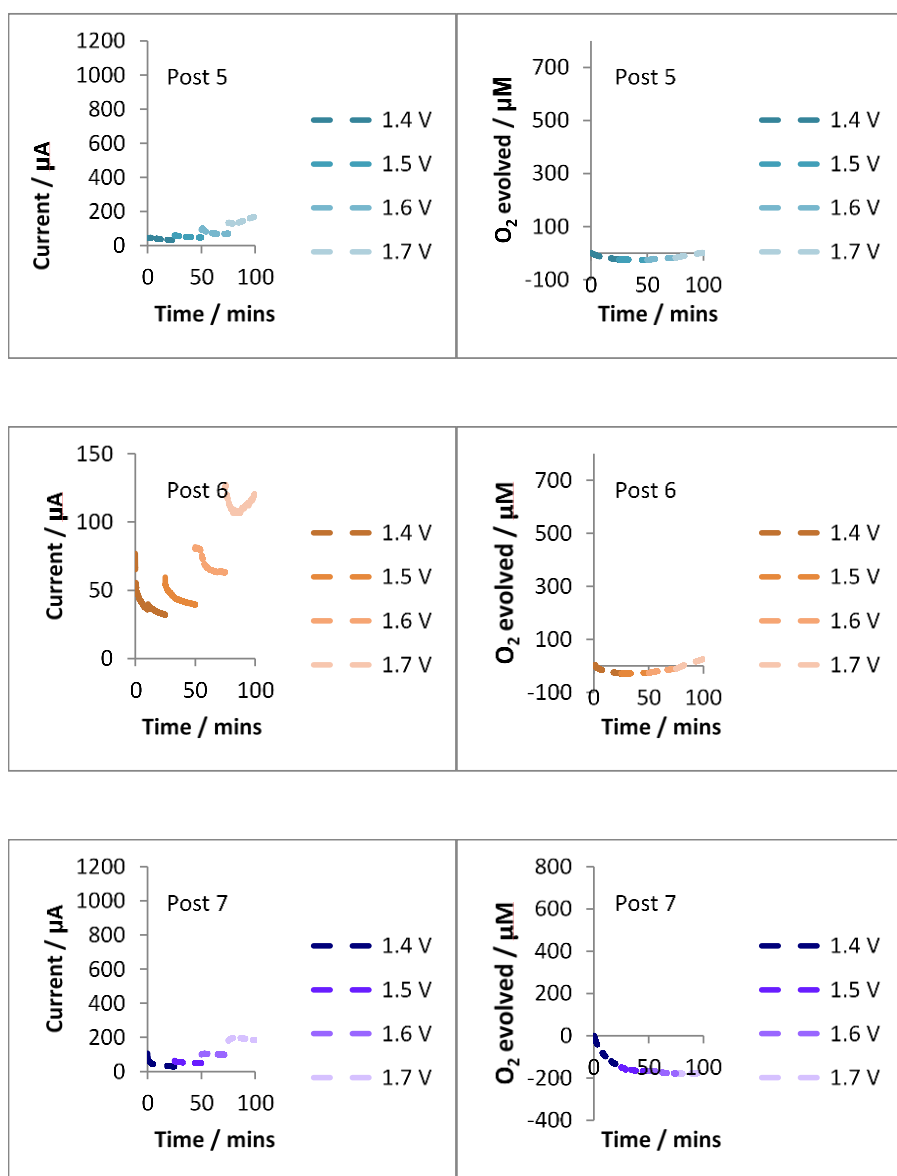 1200
1000
800
600
400
200
0
Current / µA
Post 5
0 50 100
Time / mins
1.4 V
1.5 V
1.6 V
1.7 V
700
500
300
100
-100
O2 evolved / µM
Post 5
0 50 100
Time / mins
1.4 V
1.5 V
1.6 V
1.7 V
150
100
50
0
Current / µA
Post 6
0 100
Time / mins
1.4 V
1.5 V
1.6 V
1.7 V
700
500
300
100
-100
O2 evolved / µM
Post 6
0 50 100
Time / mins
1.4 V
1.5 V
1.6 V
1.7 V
1200
1000
800
600
400
200
0
Current / µA
Post 7
0 50 100
Time / mins
1.4 V
1.5 V
1.6 V
1.7 V
800
600
400
200
0
-200
-400
O2 evolved / µM
Post 7
0 50 100
Time / mins
1.4 V
1.5 V
1.6 V
1.7 V